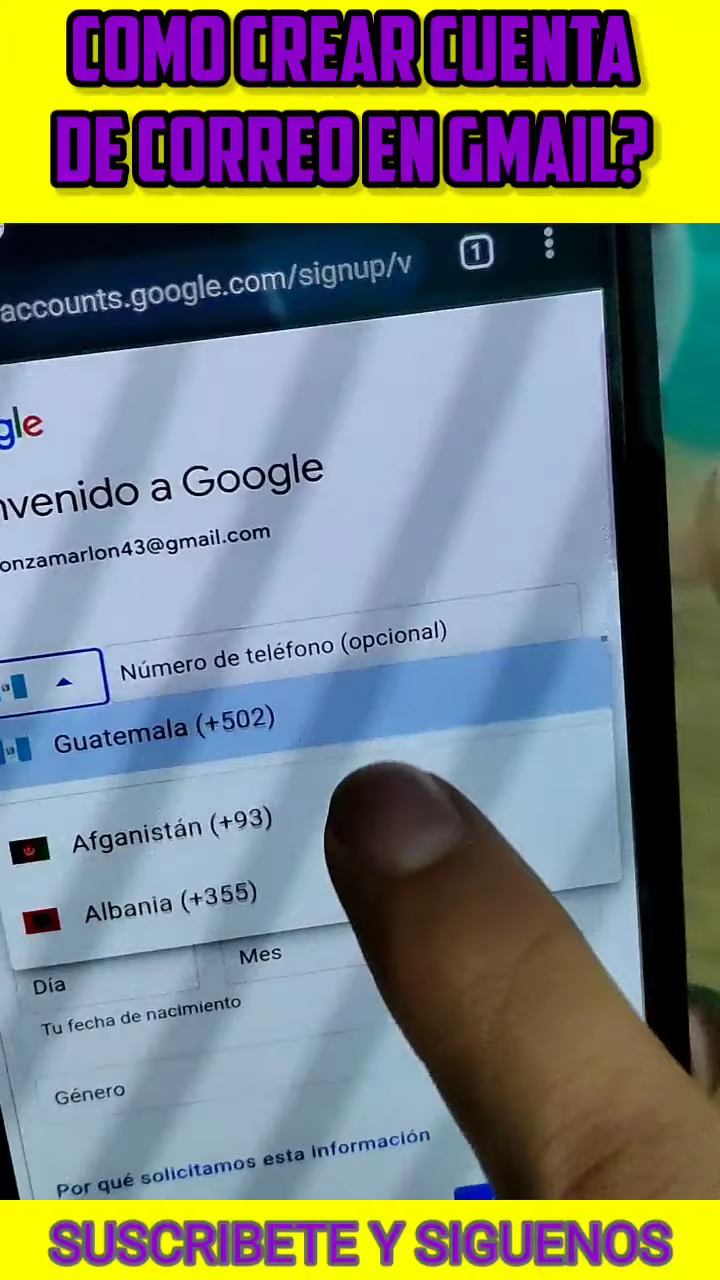 COMO CREAR CUENTA
DE CORREO EN GMAIL?
accounts.google.com/signup/v
1
gle
nvenido a Google
onzamarlon43@gmail.com
Número de teléfono (opcional)
Guatemala (+502)
Afganistán (+93)
Albania (+355)
Día
Mes
Tu fecha de nacimiento
Género
Por qué solicitamos esta información
SUSCRIBETE Y SIGUENOS